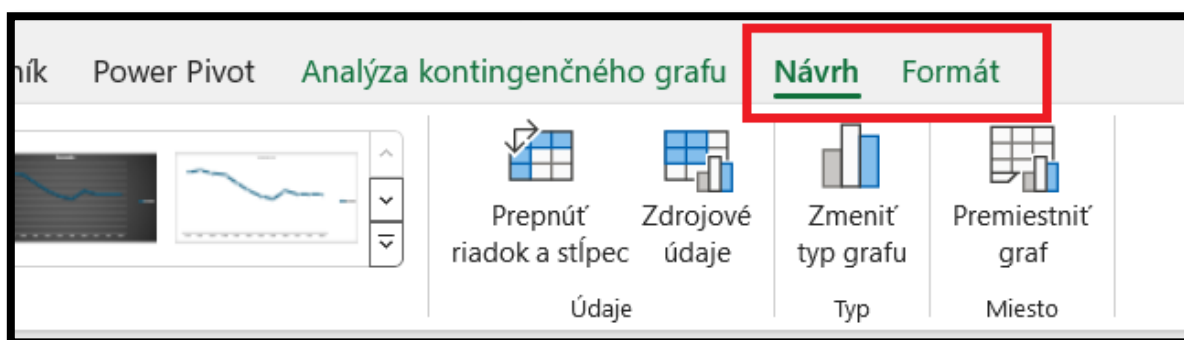 ník Power Pivot Analýza kontingenčného grafu Návrh Formát
Prepnúť Zdrojové Zmeniť Premiestniť
riadok a stĺpec údaje typ grafu graf
Údaje Typ Miesto